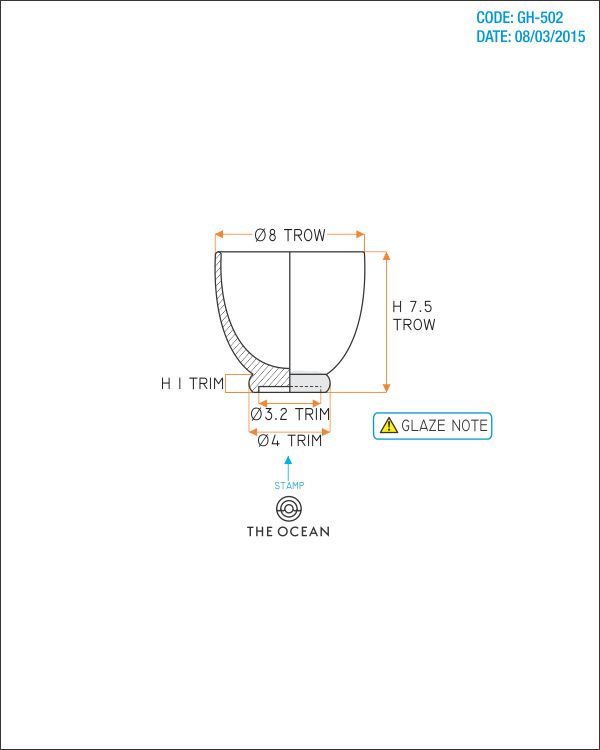 CODE: GH-502
DATE: 08/03/2015
Ø8 TROW
H 7.5
TROW
H 1 TRIM
Ø3.2 TRIM
Ø4 TRIM
GLAZE NOTE
STAMP
THE OCEAN